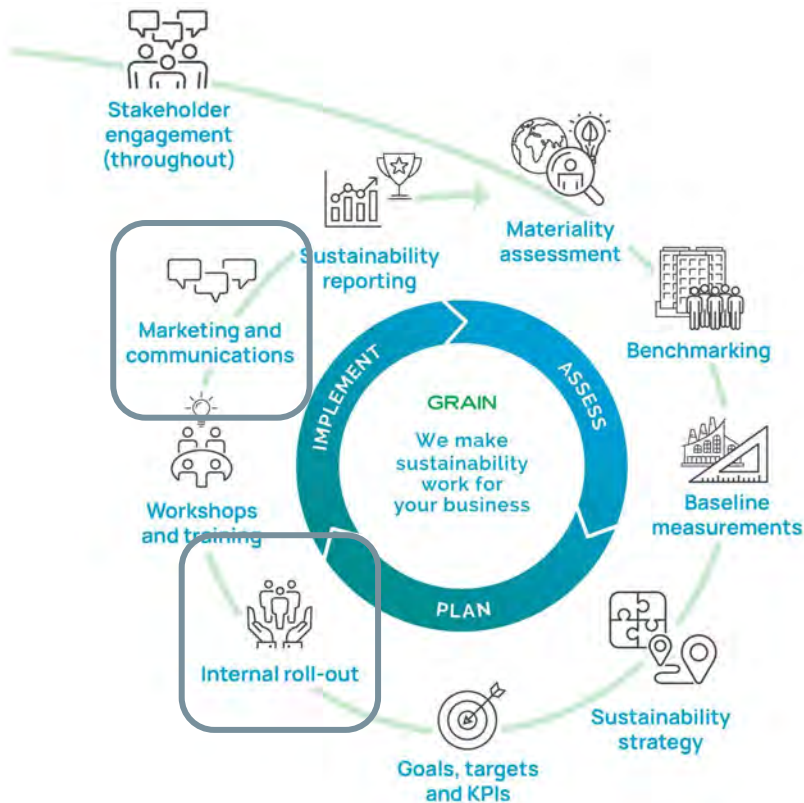 Stakeholder
engagement
(throughout)
Materiality
assessment
Benchmarking
Baseline
measurements
Sustainability
strategy
Goals, targets
and KPIs
Internal roll-out
Workshops
and training
Marketing and
communications
Sustainability
reporting
ASSESS
PLAN
IMPLEMENT
GRAIN
We make
sustainability
work for
your business